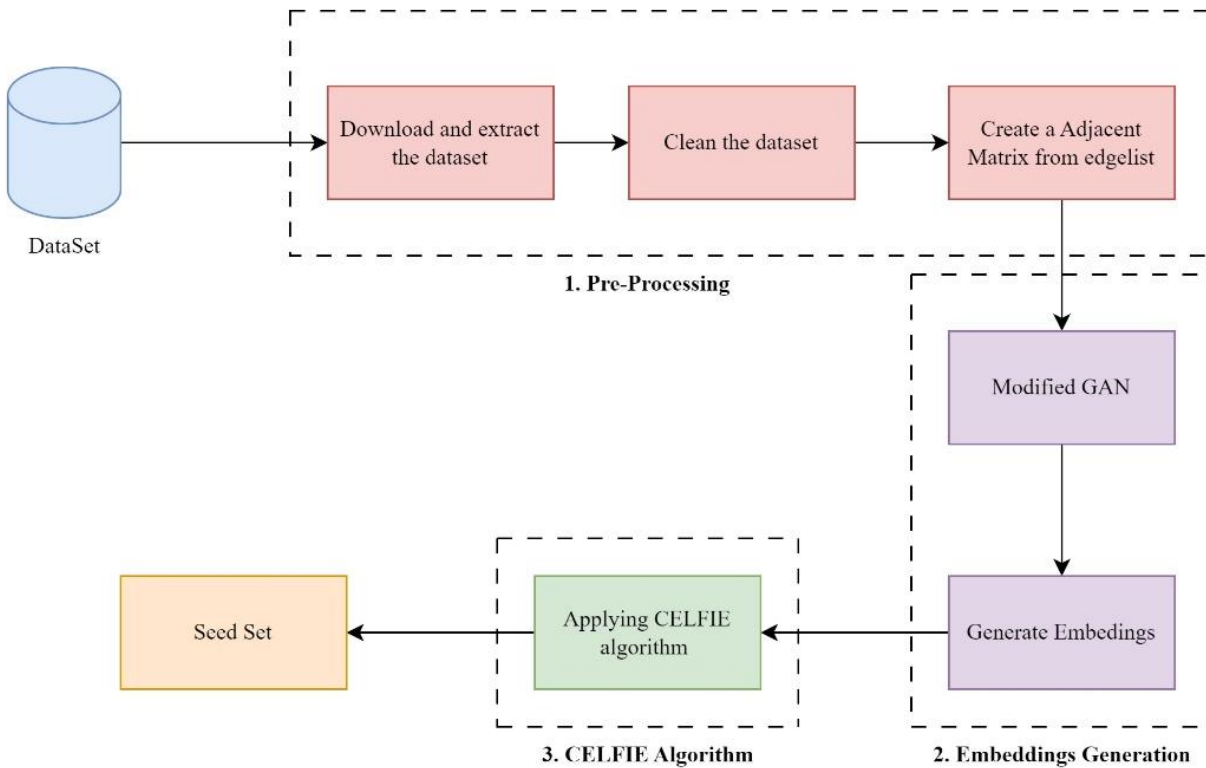 DataSet
Download and extract
the dataset
Clean the dataset
Create a Adjacent
Matrix from edgelist
1. Pre-Processing
Modified GAN
Generate Embedings
2. Embeddings Generation
Applying CELFIE
algorithm
3. CELFIE Algorithm
Seed Set